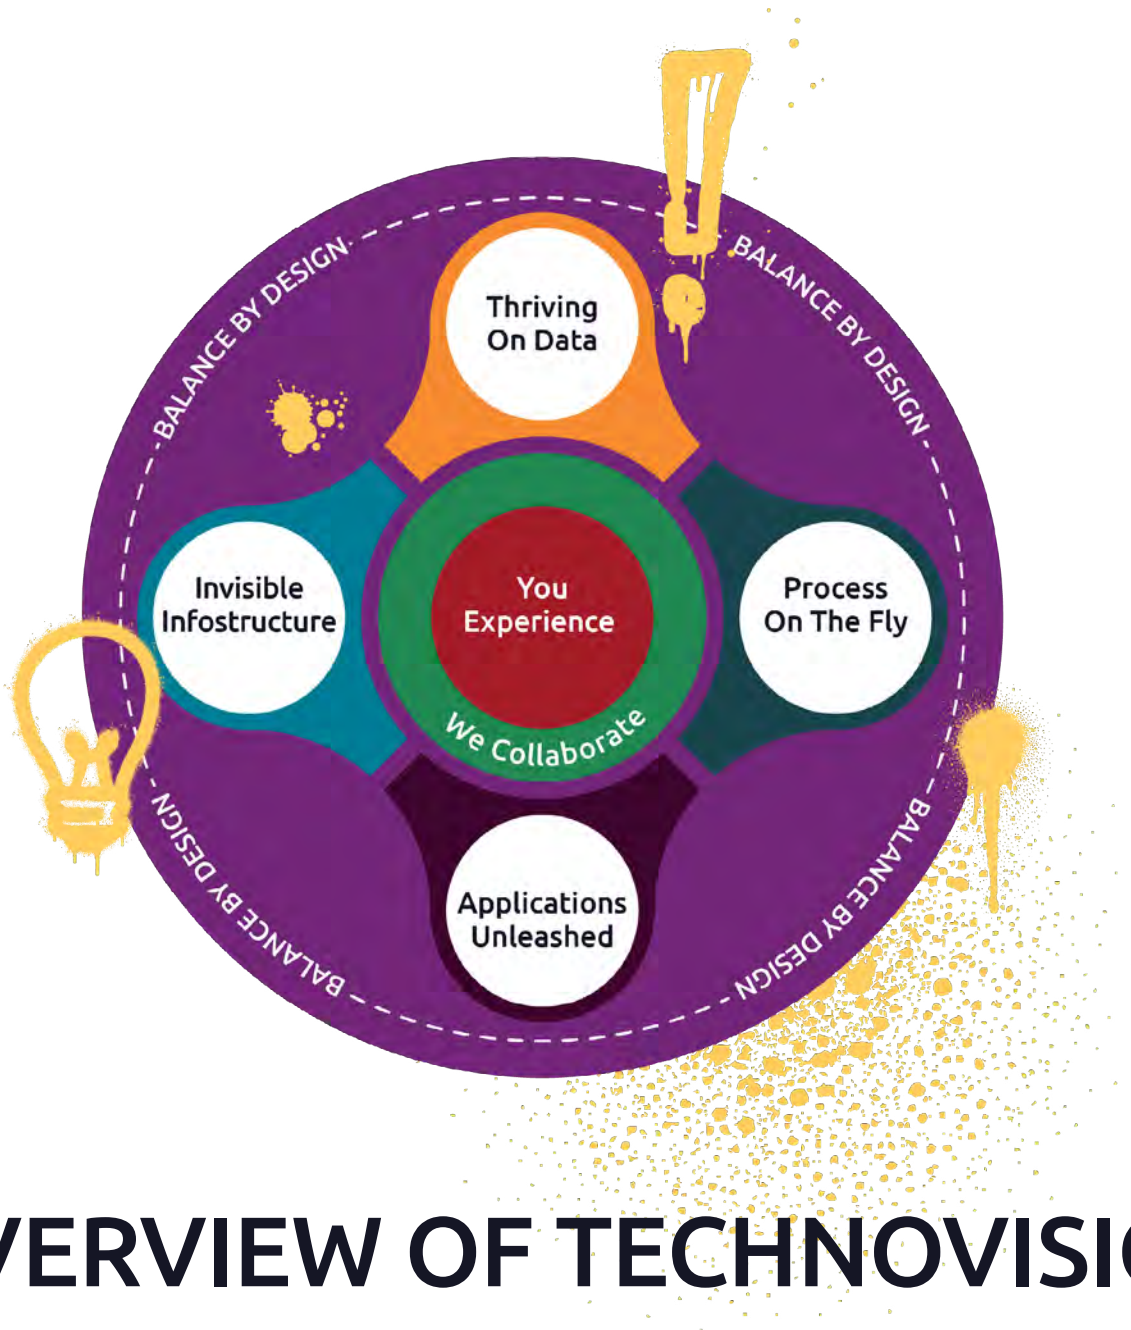 BALANCE BY DESIGN
BALANCE BY DESIGN
Thriving
On Data
Invisible
Infostructure
You
Experience
Process
On The Fly
We Collaborate
Applications
Unleashed
BALANCE BY DESIGN
BALANCE BY DESIGN
VERVIEW OF TECHNOVISI